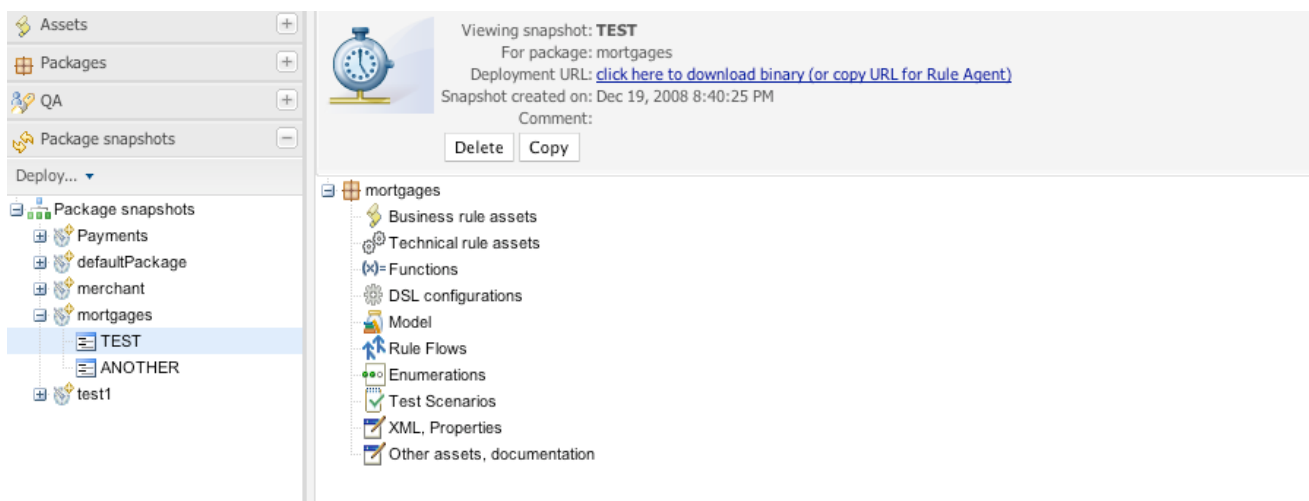 Assets
Packages
QA
Package snapshots
Deploy...
Package snapshots
Payments
defaultPackage
merchant
mortgages
TEST
ANOTHER
test1
Viewing snapshot: TEST
For package: mortgages
Deployment URL: click here to download binary (or copy URL for Rule Agent)
Snapshot created on: Dec 19, 2008 8:40:25 PM
Comment:
Delete Copy
mortgages
Business rule assets
Technical rule assets
(x)= Functions
DSL configurations
Model
Rule Flows
Enumerations
Test Scenarios
XML, Properties
Other assets, documentation